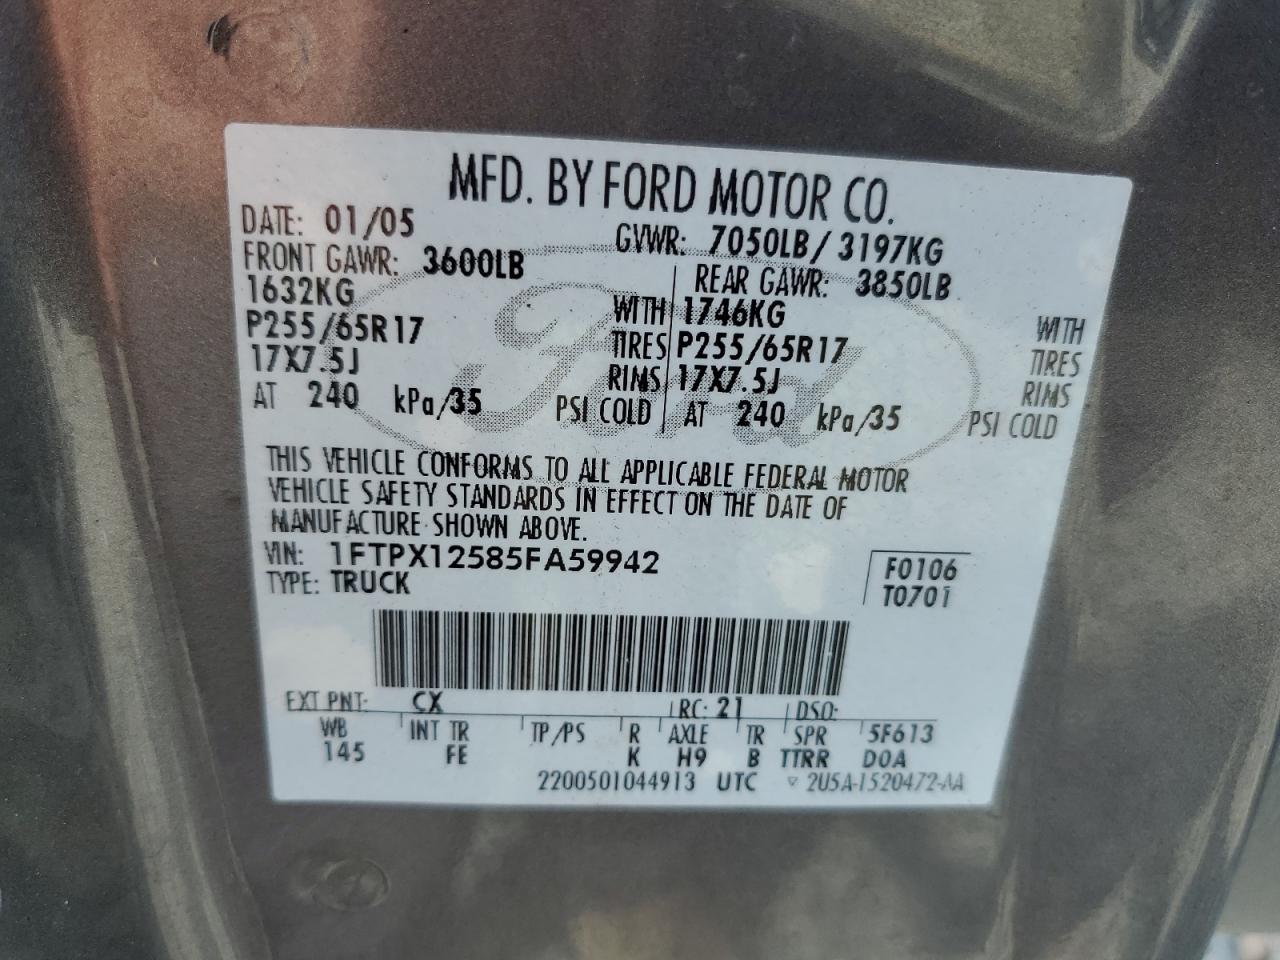 MFD. BY FORD MOTOR CO.
DATE: 01/05 GVWR: 7050LB/ 3197KG
FRONT GAWR: 3600LB REAR GAWR: 3850LB
1632KG WITH 1746KG WITH
P255/65R17 TIRES P255/65R17 TIRES
17X7.5J RIMS 17X7.5J RIMS
AT 240 kPa/35 PSI COLD AT 240 kPa/35 PSI COLD
Ford
THIS VEHICLE CONFORMS TO ALL APPLICABLE FEDERAL MOTOR
VEHICLE SAFETY STANDARDS IN EFFECT ON THE DATE OF
MANUFACTURE SHOWN ABOVE.
VIN: 1FTPX12585FA59942 F0106
TYPE: TRUCK T0701
EXT PNT: CX RC: 21 DSO:
WB INT TR TP/PS R AXLE TR SPR 5F613
145 FE K H9 B TTRR DOA
2200501044913 UTC ▽ 2U5A-1520472-AA